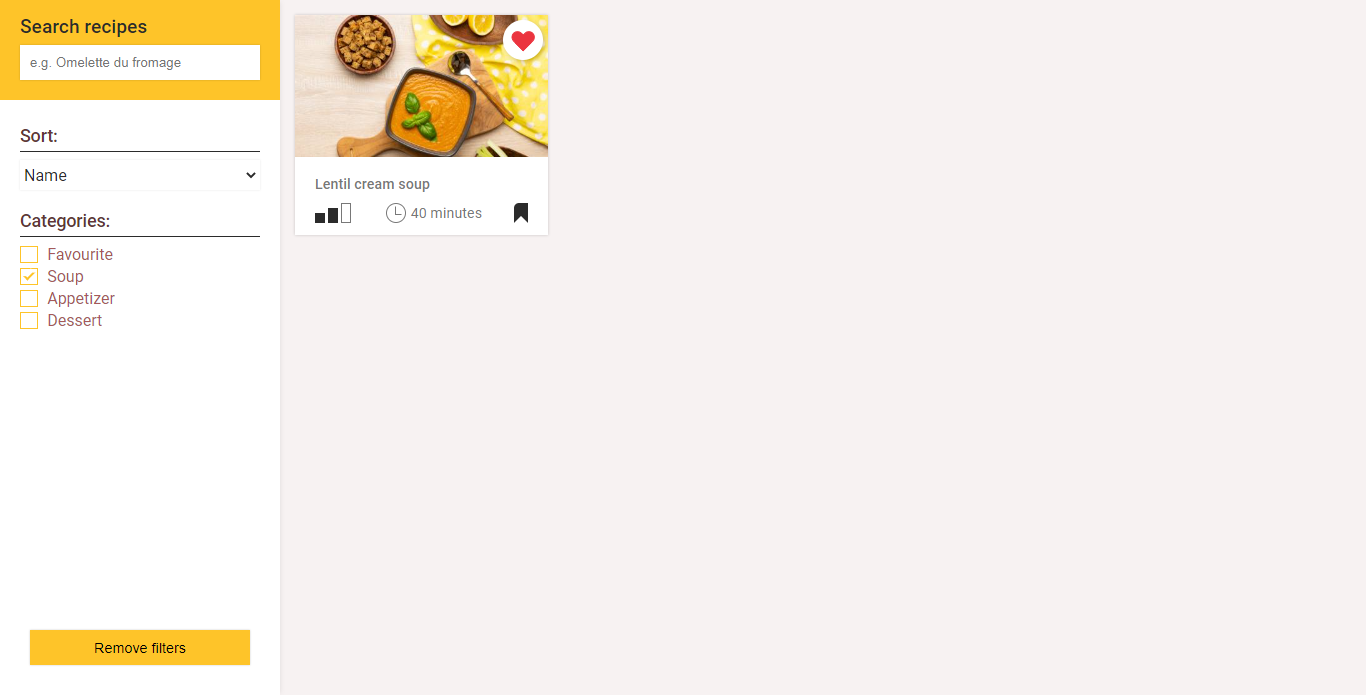 Search recipes
e.g. Omelette du fromage
Sort:
Name
Categories:
Favourite
Soup
Appetizer
Dessert
Remove filters
Lentil cream soup
40 minutes